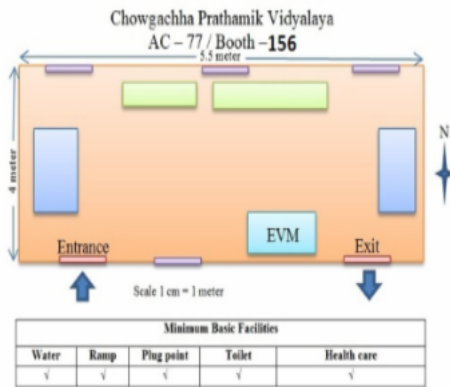 Chowgachha Prathamik Vidyalaya
AC – 77 / Booth –156
5.5 meter
4 meter
N
EVM
Entrance
Exit
Scale 1 cm = 1 meter
Minimum Basic Facilities
Water Ramp Plug point Toilet Health care
√ √ √ √ √